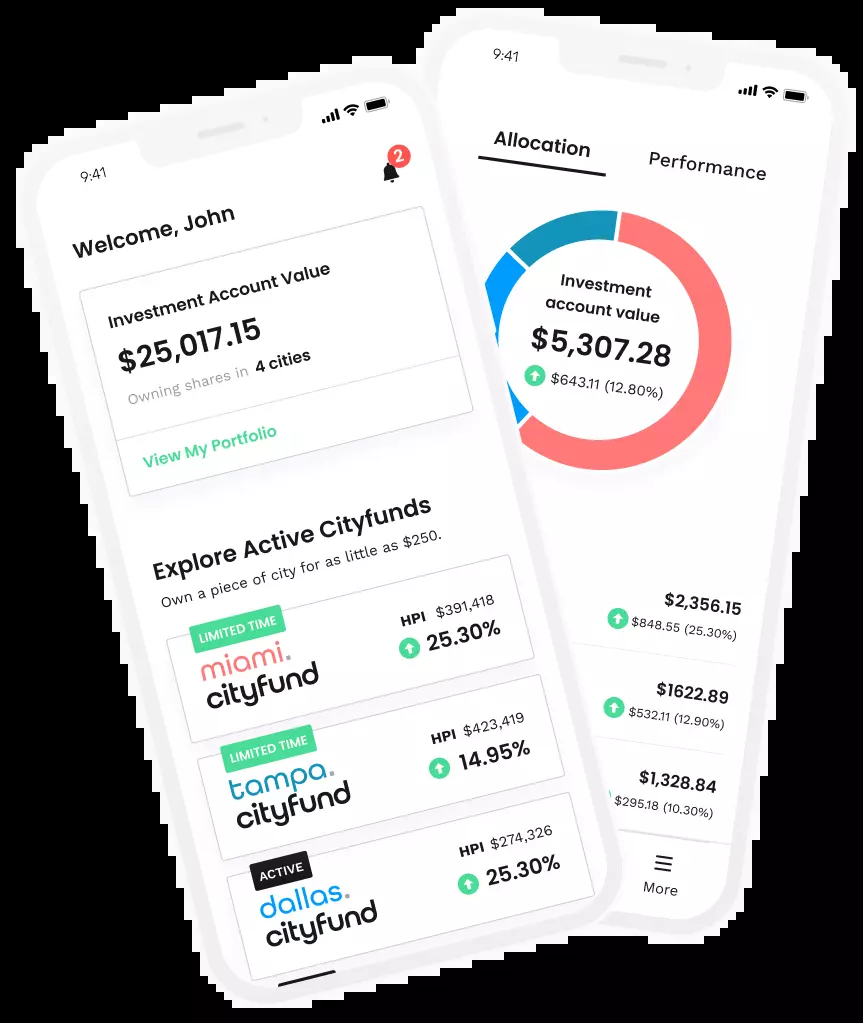 9:41
2
Welcome, John
Investment Account Value
$25,017.15
Owning shares in 4 cities
View My Portfolio
Explore Active Cityfunds
Own a piece of city for as little as $250.
LIMITED TIME
miami.
cityfund
HPI $391,418
25.30%
LIMITED TIME
tampa.
cityfund
HPI $423,419
14.95%
ACTIVE
dallas.
cityfund
HPI $274,326
25.30%
9:41
Allocation
Performance
Investment
account value
$5,307.28
$643.11 (12.80%)
$2,356.15
$848.55 (25.30%)
$1622.89
$532.11 (12.90%)
$1,328.84
$295.18 (10.30%)
More